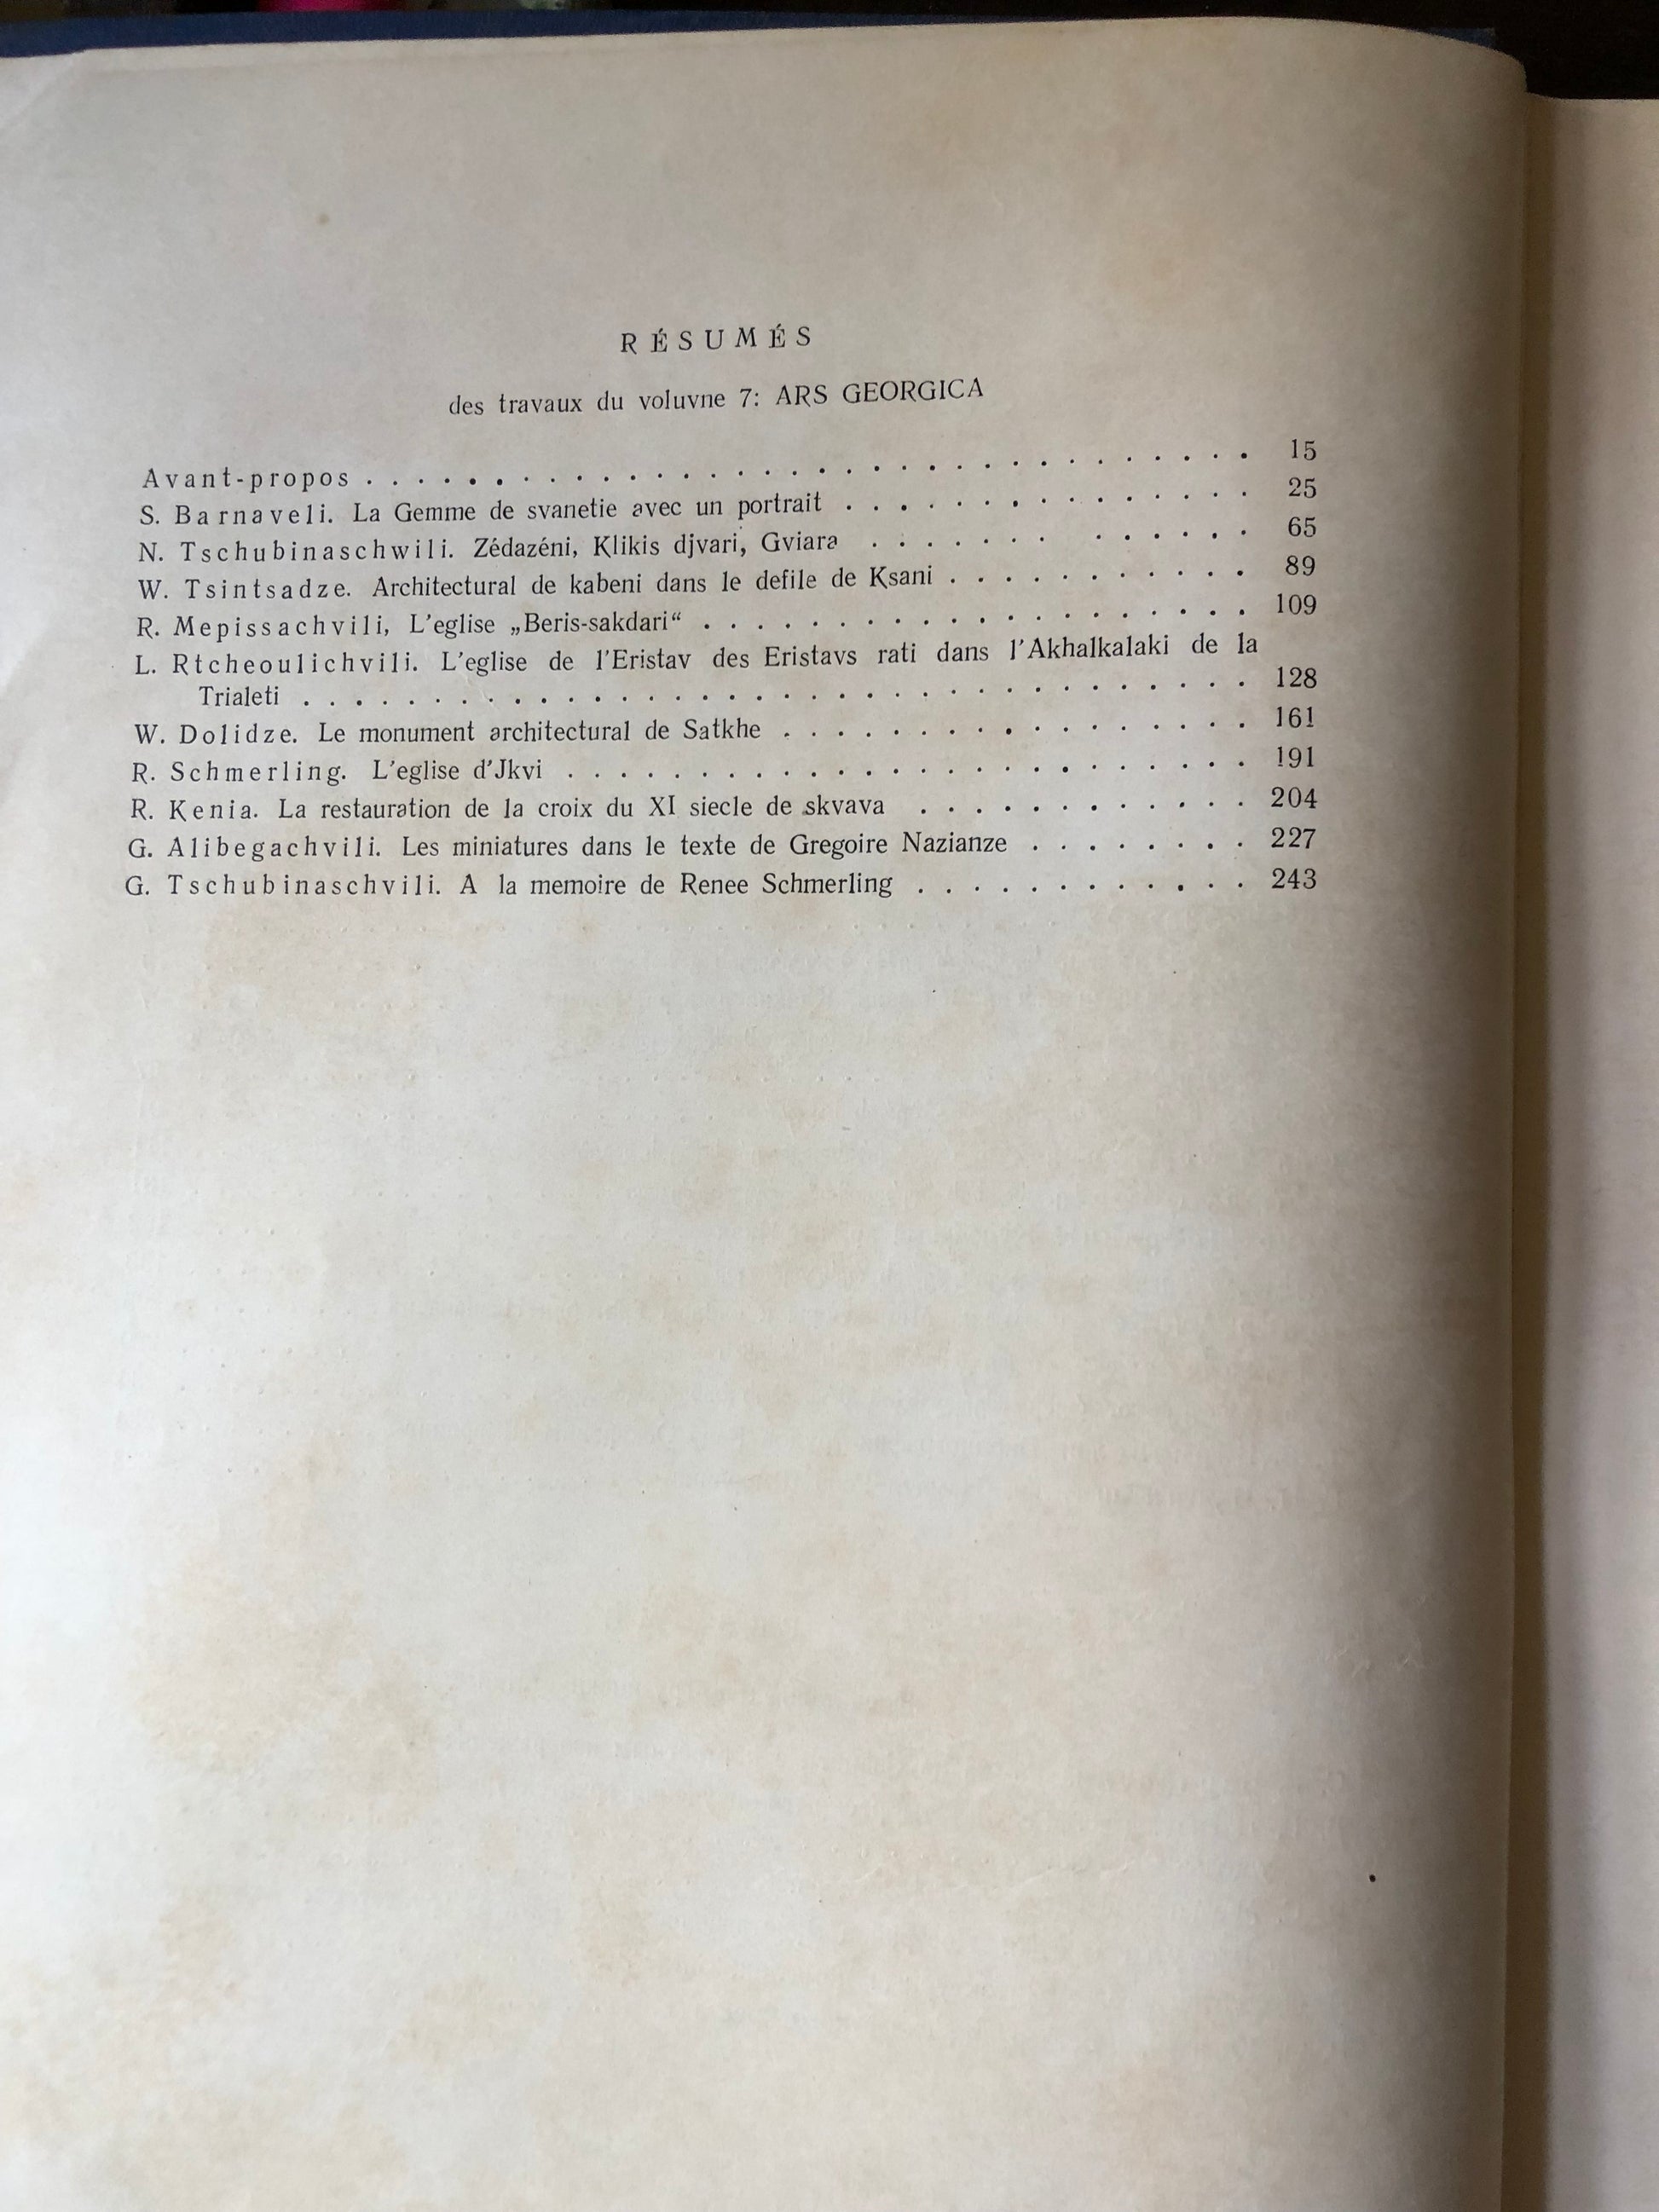 RÉSUMÉS
des travaux du voluvne 7: ARS GEORGICA
Avant-propos . . . . . . . . . . . . . . . . . . . . . . . . . . . . . . . . . 15
S. Barnaveli. La Gemme de svanetie avec un portrait . . . . . . . . . . . . . . . 25
N. Tschubinaschwili. Zédazéni, Klikis djvari, Gviara . . . . . . . . . . . . . 65
W. Tsintsadze. Architectural de kabeni dans le defile de Ksani . . . . . . . . . . . 89
R. Mepissachvili, L'eglise „Beris-sakdari“ . . . . . . . . . . . . . . . . . . . . 109
L. Rtcheoulichvili. L'eglise de l'Eristav des Eristavs rati dans l'Akhalkalaki de la
Trialeti . . . . . . . . . . . . . . . . . . . . . . . . . . . . . . . . . . . 128
W. Dolidze. Le monument architectural de Satkhe . . . . . . . . . . . . . . . . . 161
R. Schmerling. L'eglise d'Jkvi . . . . . . . . . . . . . . . . . . . . . . . . . 191
R. Kenia. La restauration de la croix du XI siecle de skvava . . . . . . . . . . . . 204
G. Alibegachvili. Les miniatures dans le texte de Gregoire Nazianze . . . . . . . . 227
G. Tschubinaschvili. A la memoire de Renee Schmerling . . . . . . . . . . . . 243